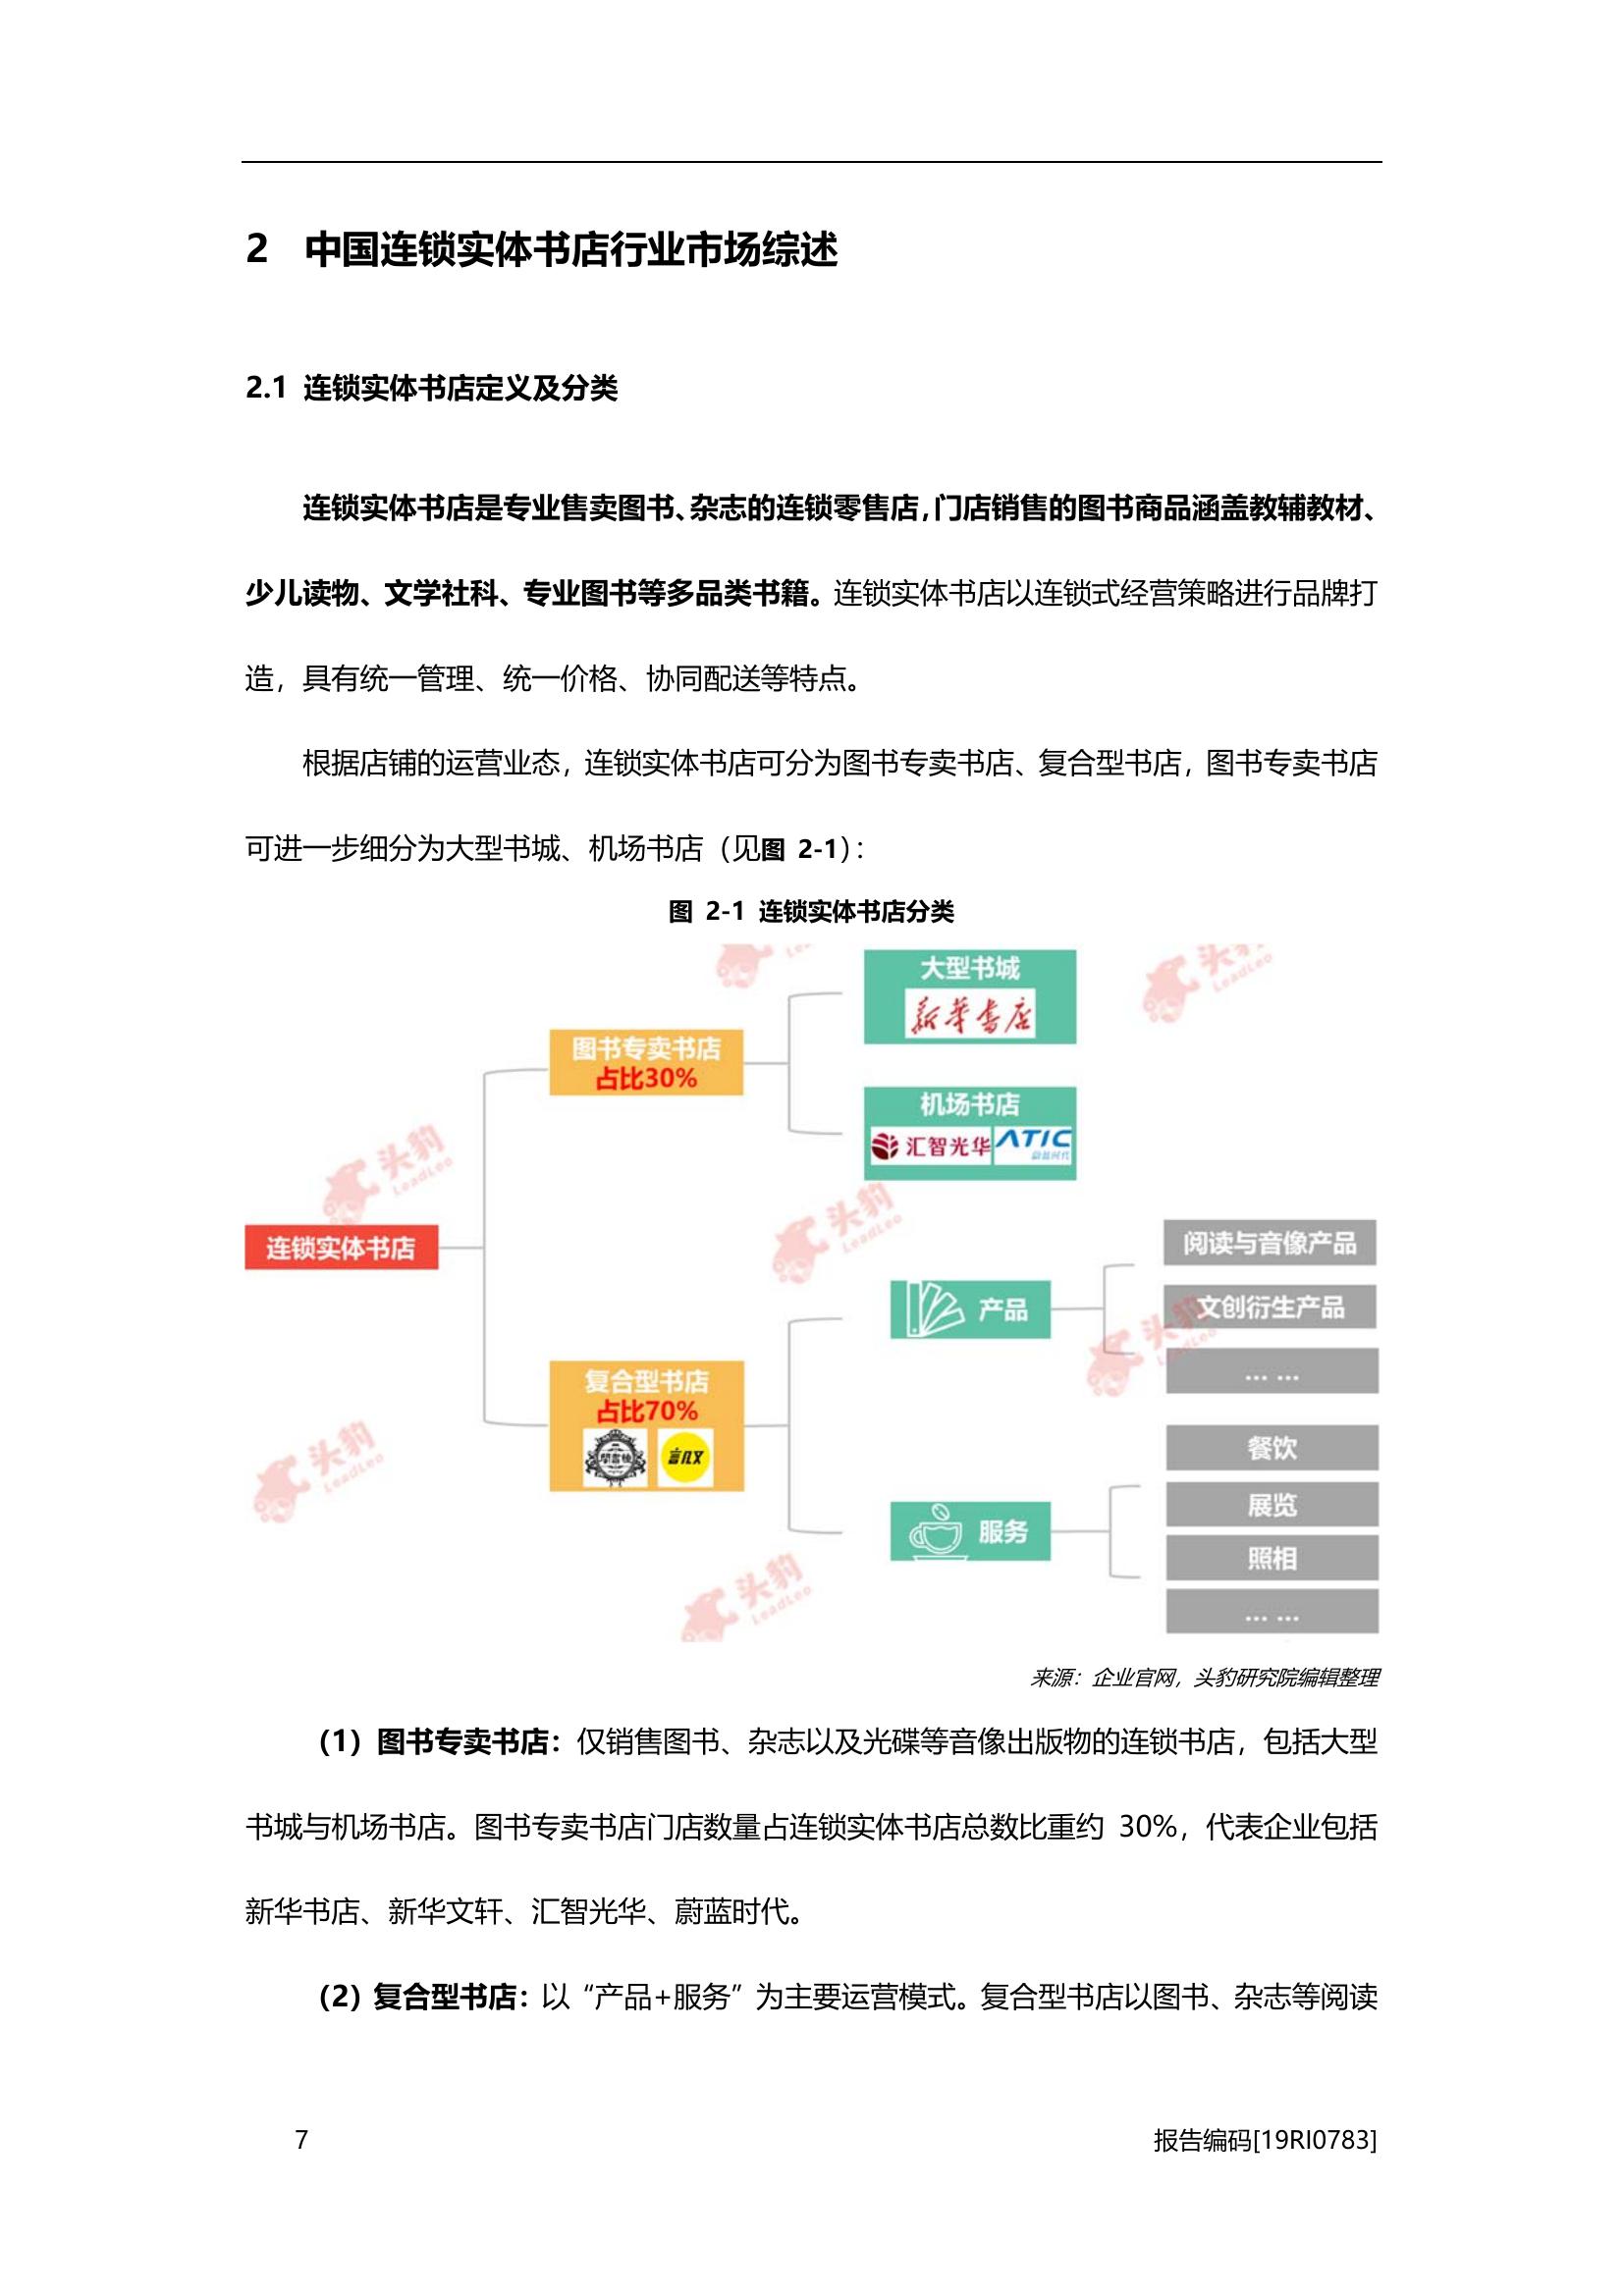 2 中国连锁实体书店行业市场综述
2.1 连锁实体书店定义及分类
连锁实体书店是专业售卖图书、杂志的连锁零售店，门店销售的图书商品涵盖教辅教材、
少儿读物、文学社科、专业图书等多品类书籍。连锁实体书店以连锁式经营策略进行品牌打
造，具有统一管理、统一价格、协同配送等特点。
根据店铺的运营业态，连锁实体书店可分为图书专卖书店、复合型书店，图书专卖书店
可进一步细分为大型书城、机场书店（见图 2-1）：
图 2-1 连锁实体书店分类
大型书城
新华书店
图书专卖书店
占比30%
机场书店
汇智光华
ATIC
蔚蓝时代
连锁实体书店
阅读与音像产品
产品
文创衍生产品
... ...
复合型书店
占比70%
言几又
餐饮
展览
服务
照相
... ...
头豹
LeadLeo
头豹
LeadLeo
头豹
LeadLeo
头豹
LeadLeo
头豹
LeadLeo
头豹
LeadLeo
来源：企业官网，头豹研究院编辑整理
（1）图书专卖书店：仅销售图书、杂志以及光碟等音像出版物的连锁书店，包括大型
书城与机场书店。图书专卖书店门店数量占连锁实体书店总数比重约 30%，代表企业包括
新华书店、新华文轩、汇智光华、蔚蓝时代。
（2）复合型书店：以“产品+服务”为主要运营模式。复合型书店以图书、杂志等阅读
7
报告编码[19RI0783]